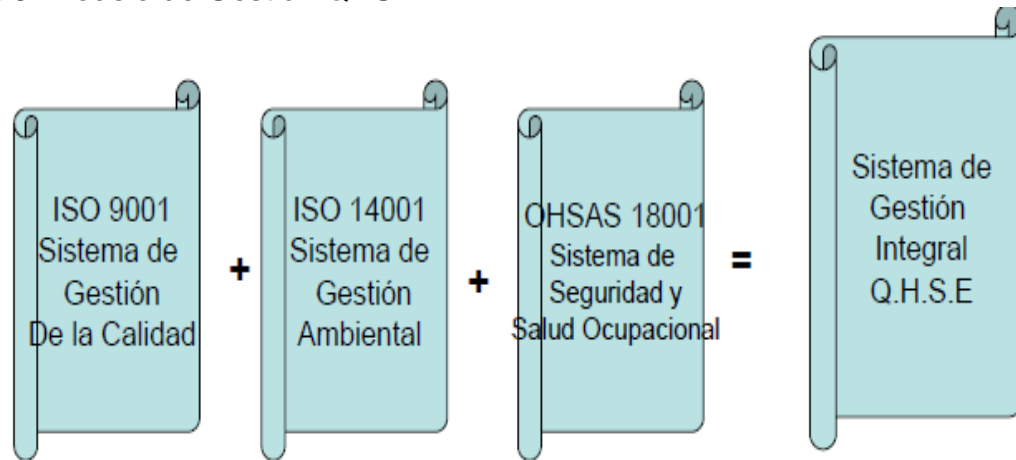 ISO 9001
Sistema de
Gestión
De la Calidad
+
ISO 14001
Sistema de
Gestión
Ambiental
+
OHSAS 18001
Sistema de
Seguridad y
Salud Ocupacional
=
Sistema de
Gestión
Integral
Q.H.S.E